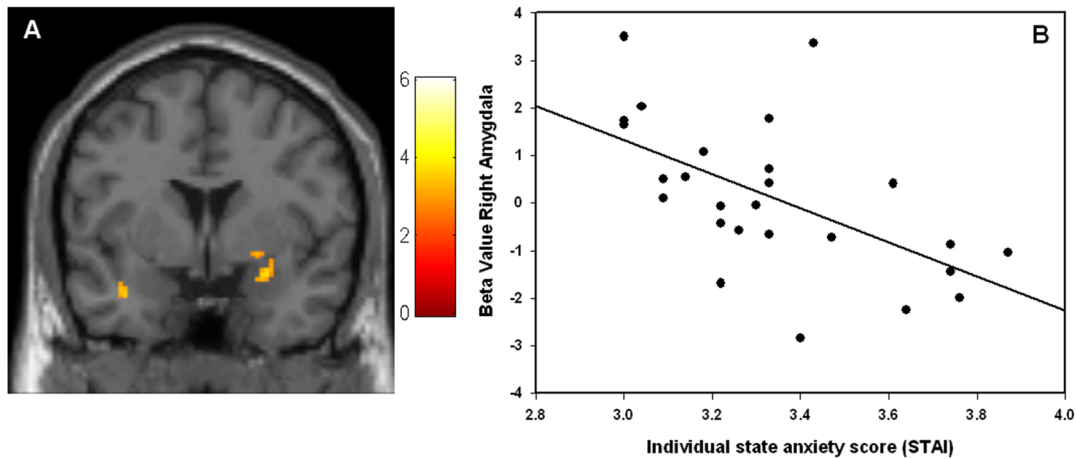 A
6
4
2
0
B
4
3
2
1
0
-1
-2
-3
-4
Beta Value Right Amygdala
2.8 3.0 3.2 3.4 3.6 3.8 4.0
Individual state anxiety score (STAI)